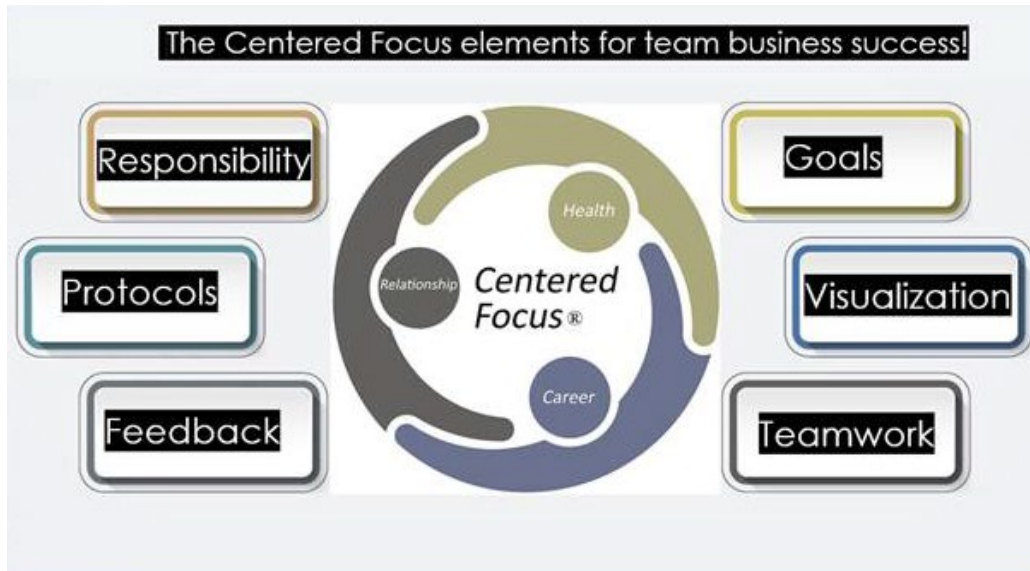 The Centered Focus elements for team business success!
Responsibility
Protocols
Feedback
Health
Relationship
Centered
Focus®
Career
Goals
Visualization
Teamwork